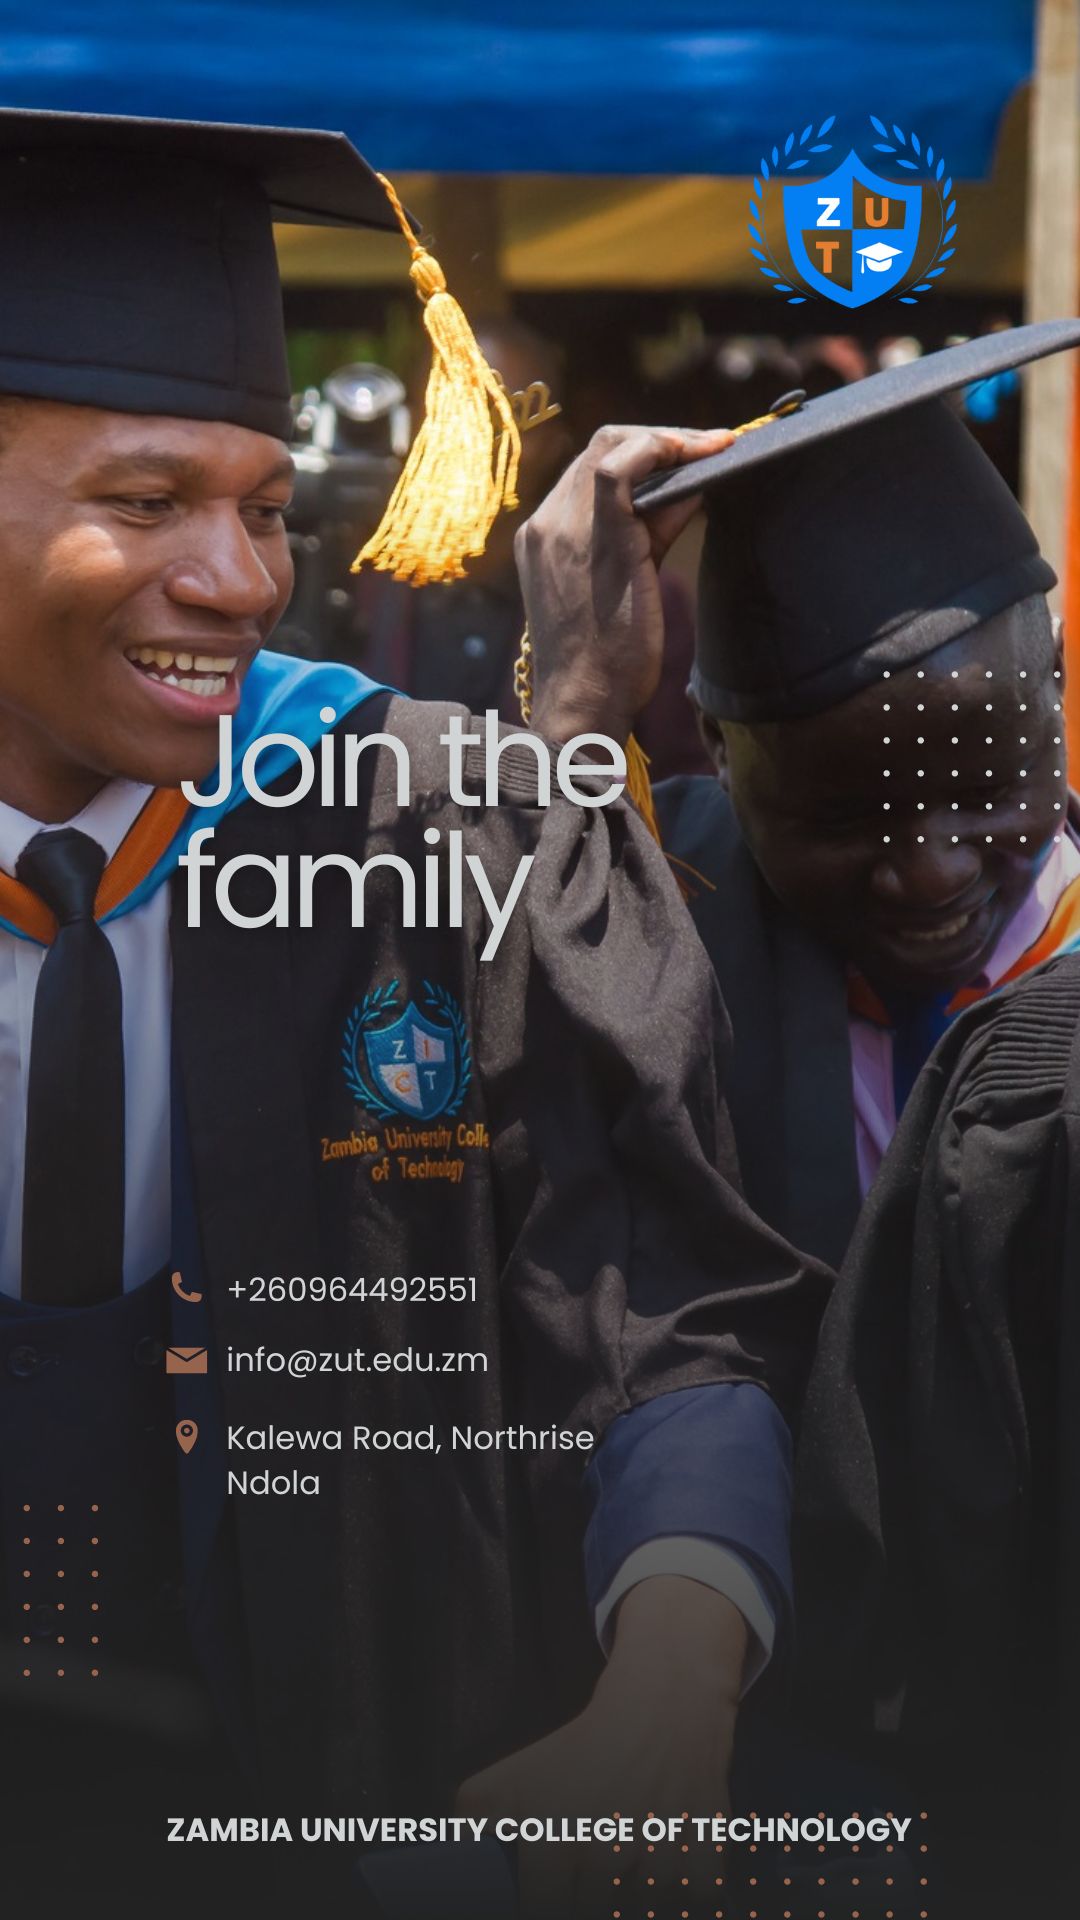 Z U
T
Join the
family
Z I
C T
Zambia University Colle
of Technology
+260964492551
info@zut.edu.zm
Kalewa Road, Northrise
Ndola
ZAMBIA UNIVERSITY COLLEGE OF TECHNOLOGY